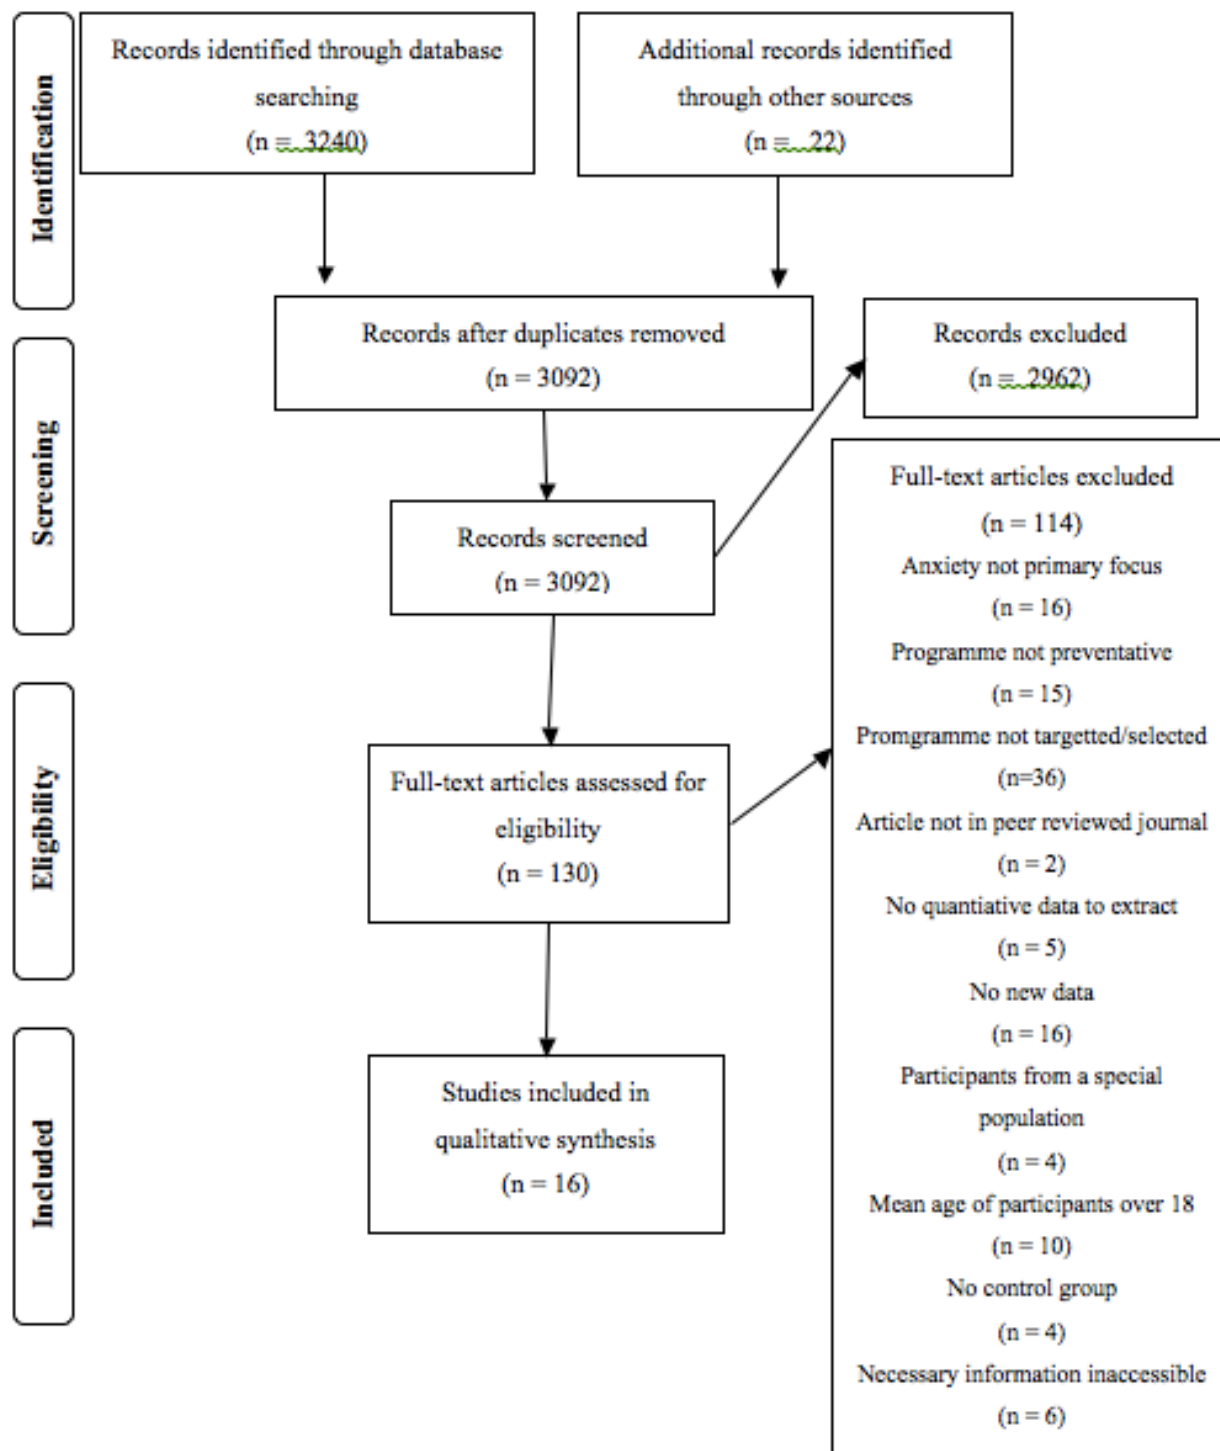 Identification
Records identified through database
searching
(n = 3240)
Additional records identified
through other sources
(n = 22)
Records after duplicates removed
(n = 3092)
Records excluded
(n = 2962)
Screening
Records screened
(n = 3092)
Full-text articles excluded
(n = 114)
Anxiety not primary focus
(n = 16)
Programme not preventative
(n = 15)
Promgramme not targetted/selected
(n=36)
Article not in peer reviewed journal
(n = 2)
No quantiative data to extract
(n = 5)
No new data
(n = 16)
Participants from a special
population
(n = 4)
Mean age of participants over 18
(n = 10)
No control group
(n = 4)
Necessary information inaccessible
(n = 6)
Eligibility
Full-text articles assessed for
eligibility
(n = 130)
Included
Studies included in
qualitative synthesis
(n = 16)